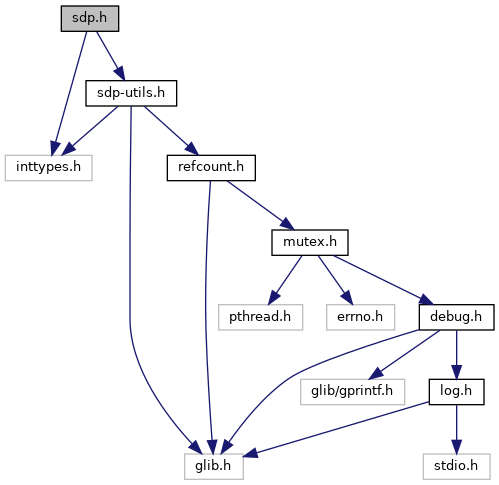 sdp.h
sdp-utils.h
inttypes.h
refcount.h
mutex.h
pthread.h
errno.h
debug.h
glib/gprintf.h
log.h
glib.h
stdio.h